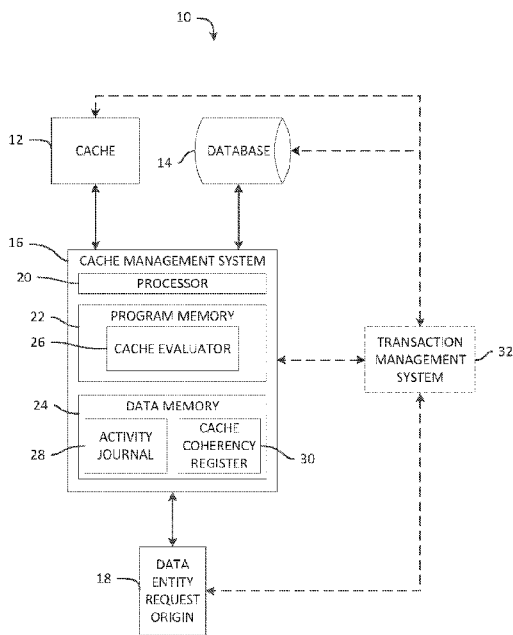 10
12
CACHE
14
DATABASE
16
CACHE MANAGEMENT SYSTEM
20
PROCESSOR
22
PROGRAM MEMORY
26
CACHE EVALUATOR
TRANSACTION
MANAGEMENT
SYSTEM
32
24
DATA MEMORY
28
ACTIVITY
JOURNAL
CACHE
COHERENCY
REGISTER
30
18
DATA
ENTITY
REQUEST
ORIGIN